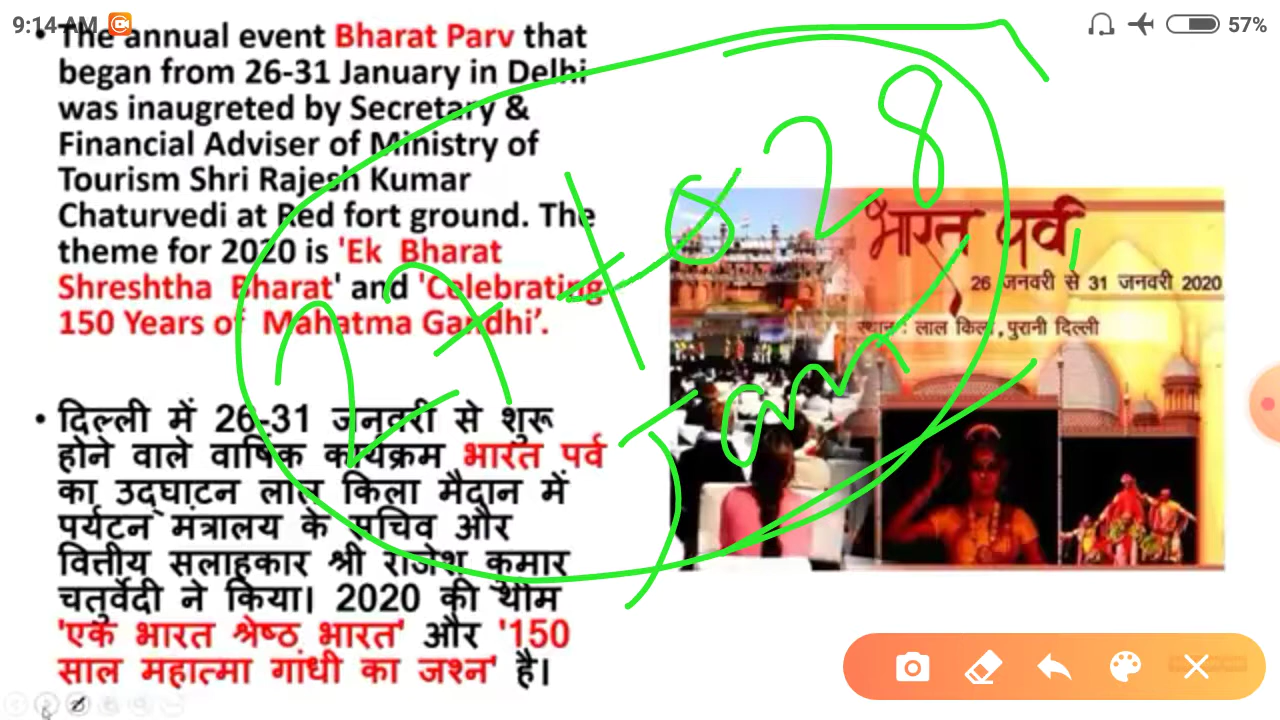 9:14 AM 57%
• The annual event Bharat Parv that
began from 26-31 January in Delhi
was inaugreted by Secretary &
Financial Adviser of Ministry of
Tourism Shri Rajesh Kumar
Chaturvedi at Red fort ground. The
theme for 2020 is 'Ek Bharat
Shreshtha Bharat' and 'Celebrating
150 Years of Mahatma Gandhi’.
• दिल्ली में 26-31 जनवरी से शुरू
होने वाले वार्षिक कार्यक्रम भारत पर्व
का उद्घाटन लाल किला मैदान में
पर्यटन मंत्रालय के सचिव और
वित्तीय सलाहकार श्री राजेश कुमार
चतुर्वेदी ने किया। 2020 की थीम
'एक भारत श्रेष्ठ भारत' और '150
साल महात्मा गांधी का जश्न' है।
भारत पर्व
26 जनवरी से 31 जनवरी 2020
स्थान : लाल किला, पुरानी दिल्ली
28